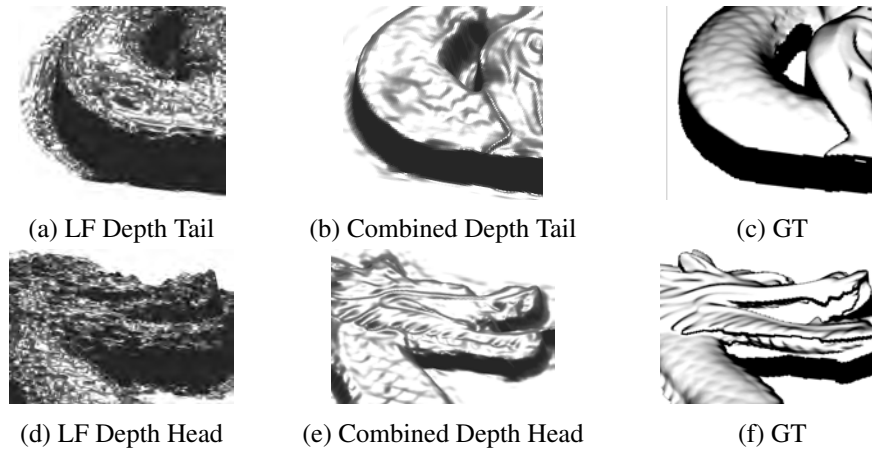 (a) LF Depth Tail
(b) Combined Depth Tail
(c) GT
(d) LF Depth Head
(e) Combined Depth Head
(f) GT